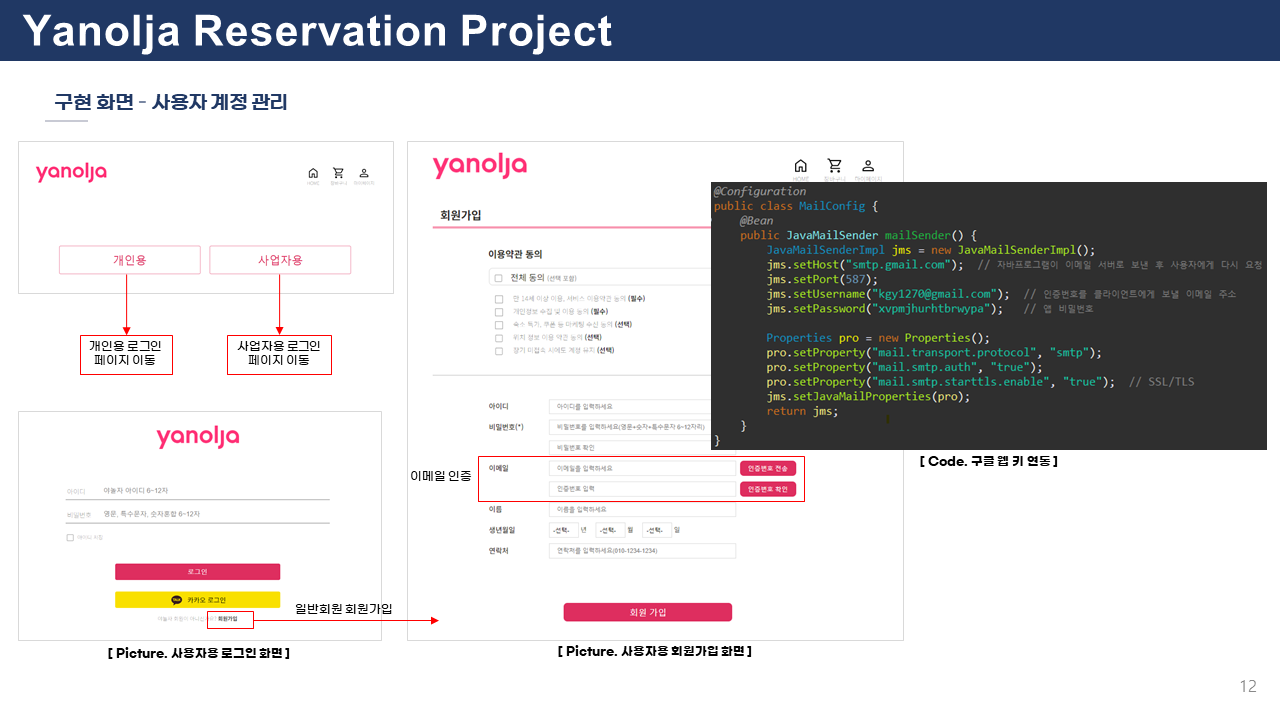 Yanolja Reservation Project
구현 화면 - 사용자 계정 관리
yanolja
HOME 장바구니 마이페이지
개인용 사업자용
개인용 로그인
페이지 이동
사업자용 로그인
페이지 이동
yanolja
아이디 야놀자 아이디 6~12자
비밀번호 영문, 특수문자, 숫자혼합 6~12자
아이디 저장
로그인
카카오 로그인
회원가입
일반회원 회원가입
[ Picture. 사용자용 로그인 화면 ]
yanolja
HOME 장바구니 마이페이지
회원가입
이용약관 동의
전체 동의 (선택 포함)
만 14세 이상 이용, 서비스 이용약관 동의 (필수)
개인정보 수집 및 이용 동의 (필수)
숙소 특가, 쿠폰 등 마케팅 수신 동의 (선택)
위치 정보 이용 약관 동의 (선택)
장기 미접속 시에도 계정 유지 (선택)
아이디 아이디를 입력하세요
비밀번호(*) 비밀번호를 입력하세요(영문+숫자+특수문자 6~12자리)
비밀번호 확인
이메일 인증
이메일 이메일을 입력하세요 인증번호 전송
인증번호 입력 인증번호 확인
이름 이름을 입력하세요
생년월일 -선택- 년 -선택- 월 -선택- 일
연락처 연락처를 입력하세요(010-1234-1234)
회원 가입
[ Picture. 사용자용 회원가입 화면 ]
@Configuration
public class MailConfig {
@Bean
public JavaMailSender mailSender() {
JavaMailSenderImpl jms = new JavaMailSenderImpl();
jms.setHost("smtp.gmail.com"); // 자바프로그램이 이메일 서버로 보낸 후 사용자에게 다시 요청
jms.setPort(587);
jms.setUsername("kgy1270@gmail.com"); // 인증번호를 클라이언트에게 보낼 이메일 주소
jms.setPassword("xvpmjhurhtbrwypa"); // 앱 비밀번호
Properties pro = new Properties();
pro.setProperty("mail.transport.protocol", "smtp");
pro.setProperty("mail.smtp.auth", "true");
pro.setProperty("mail.smtp.starttls.enable", "true"); // SSL/TLS
jms.setJavaMailProperties(pro);
return jms;
}
}
[ Code. 구글 웹 키 연동 ]
12